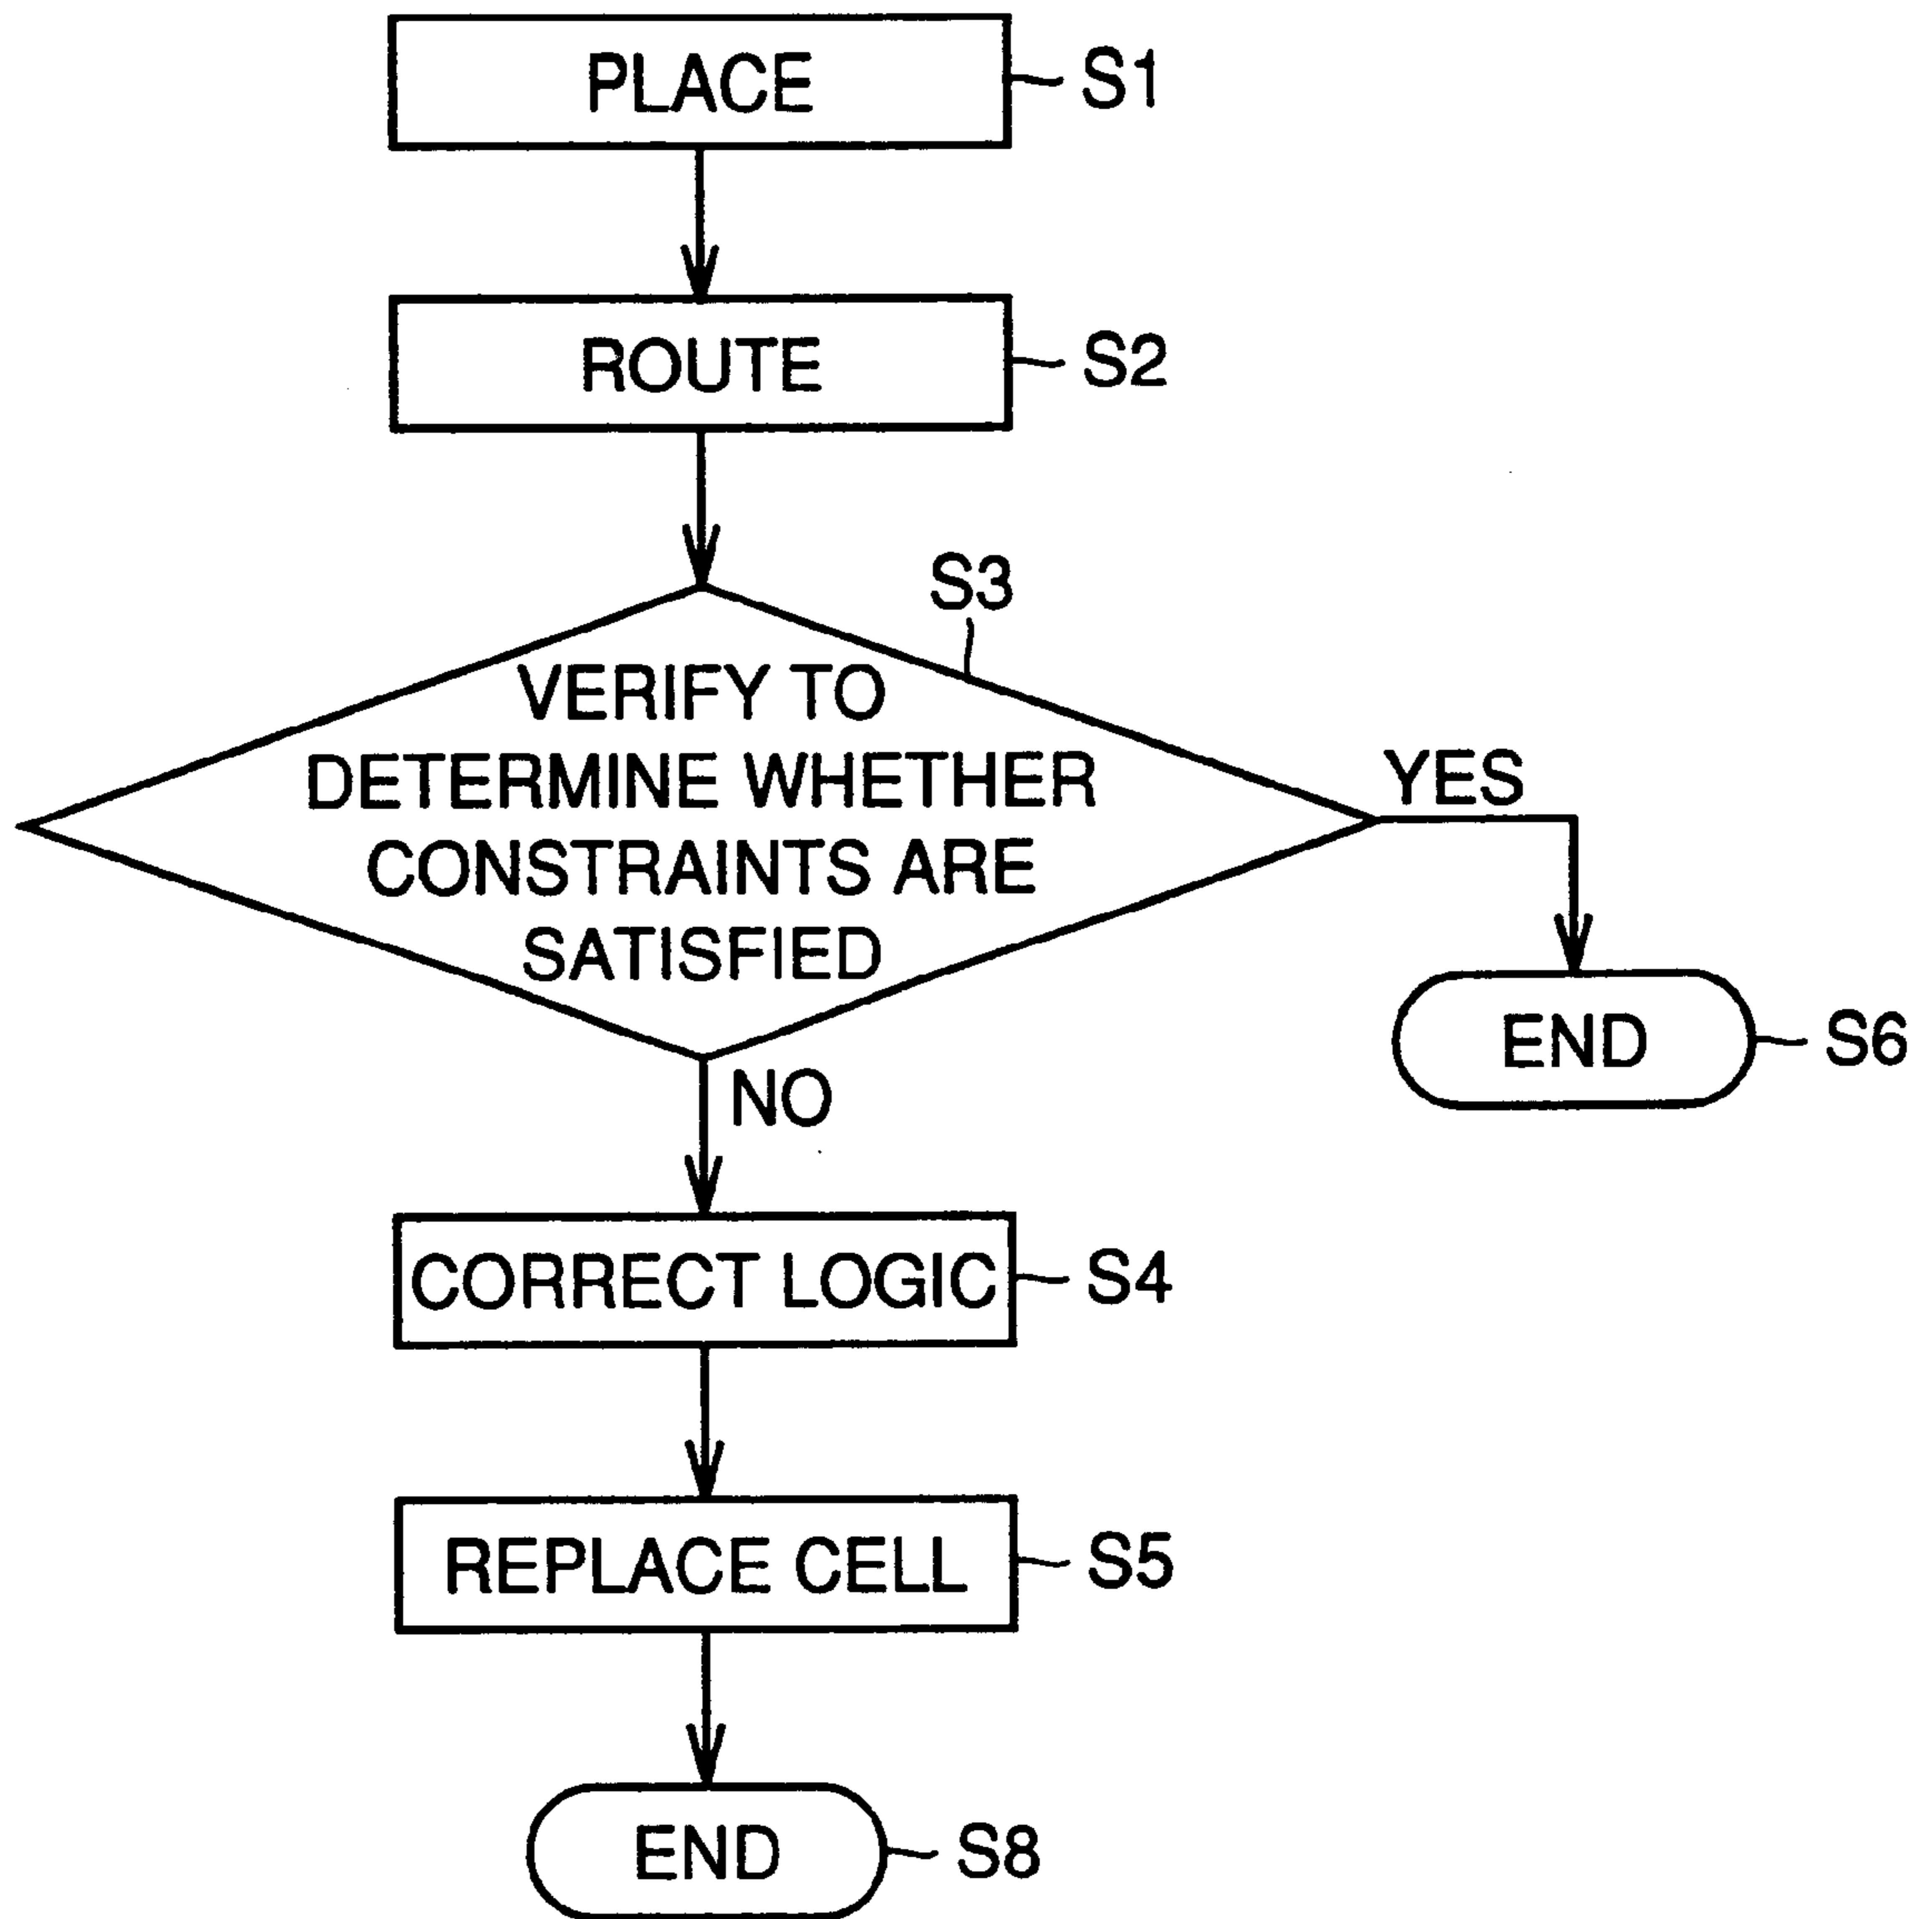 PLACE
S1
ROUTE
S2
S3
VERIFY TO
DETERMINE WHETHER
CONSTRAINTS ARE
SATISFIED
YES
END
S6
NO
CORRECT LOGIC
S4
REPLACE CELL
S5
END
S8